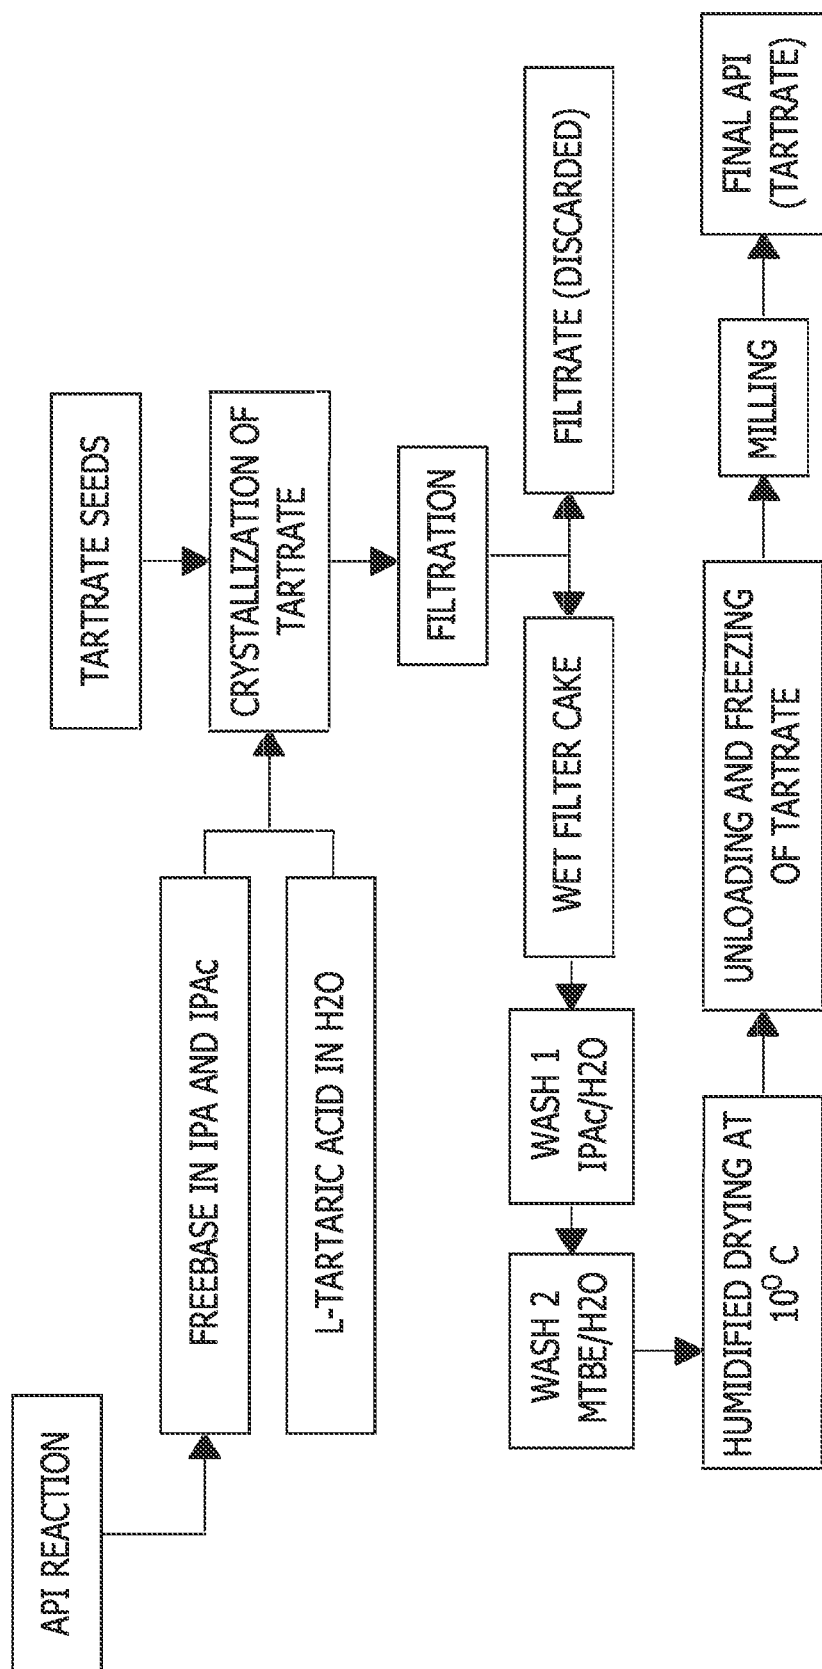 API REACTION
FREEBASE IN IPA AND IPAc
L-TARTARIC ACID IN H2O
TARTRATE SEEDS
CRYSTALLIZATION OF
TARTRATE
FILTRATION
FILTRATE (DISCARDED)
WET FILTER CAKE
WASH 1
IPAc/H2O
WASH 2
MTBE/H2O
HUMIDIFIED DRYING AT
10⁰ C
UNLOADING AND FREEZING
OF TARTRATE
MILLING
FINAL API
(TARTRATE)